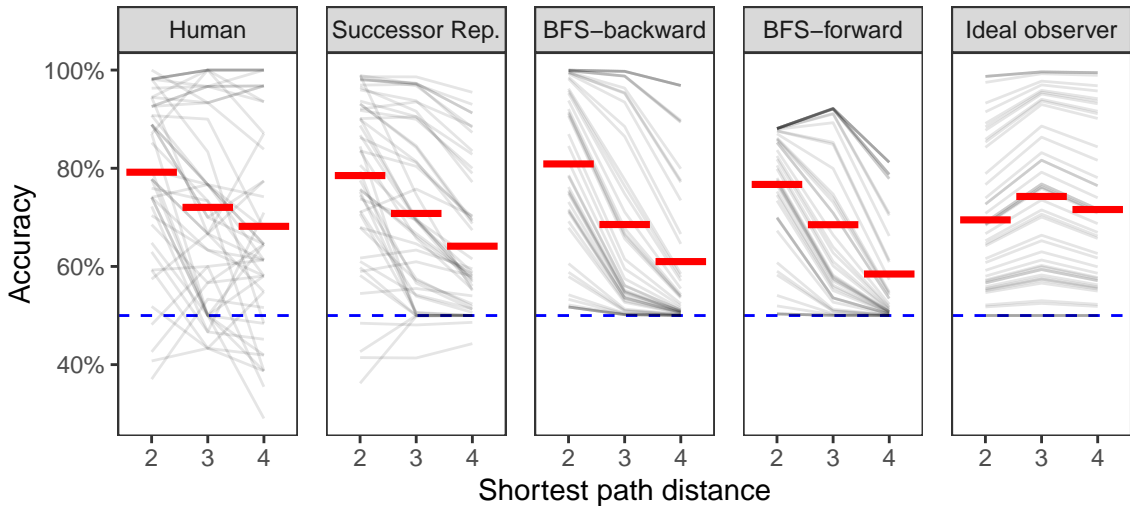 Human
Successor Rep.
BFS−backward
BFS−forward
Ideal observer
Accuracy
100%
80%
60%
40%
2 3 4
2 3 4
2 3 4
2 3 4
2 3 4
Shortest path distance